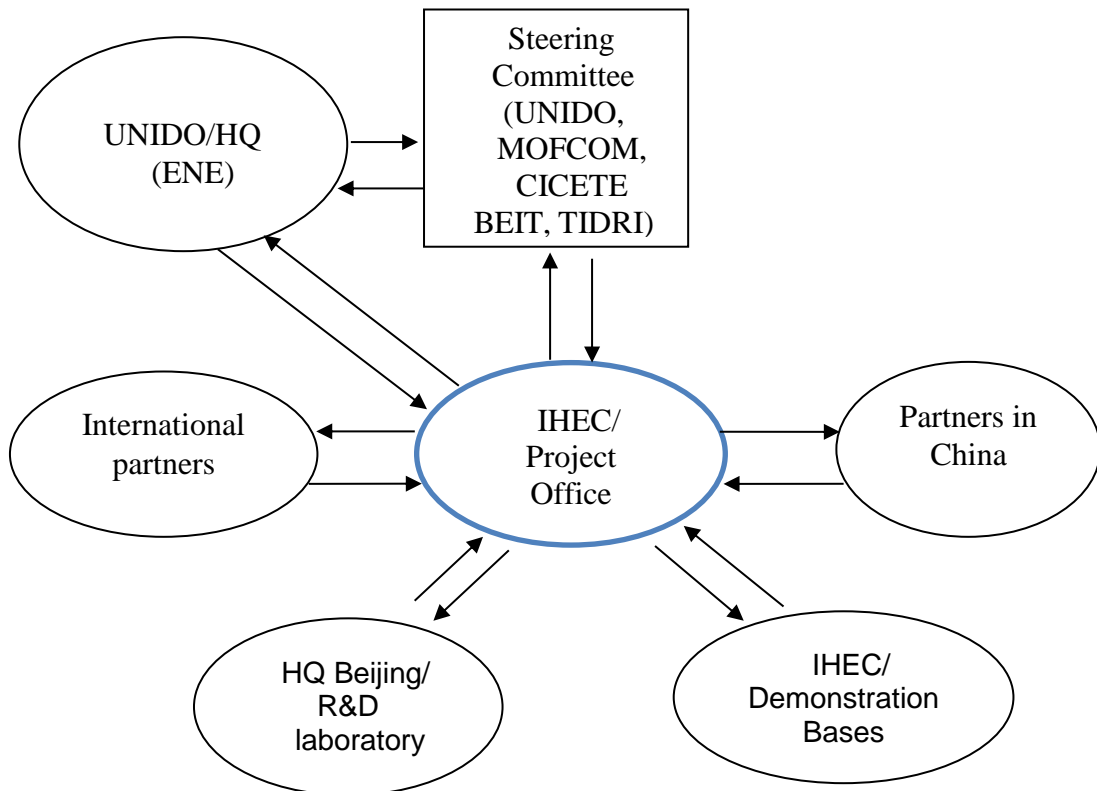 Steering
Committee
(UNIDO,
MOFCOM,
CICETE
BEIT, TIDRI)
UNIDO/HQ
(ENE)
International
partners
IHEC/
Project
Office
Partners in
China
HQ Beijing/
R&D
laboratory
IHEC/
Demonstration
Bases